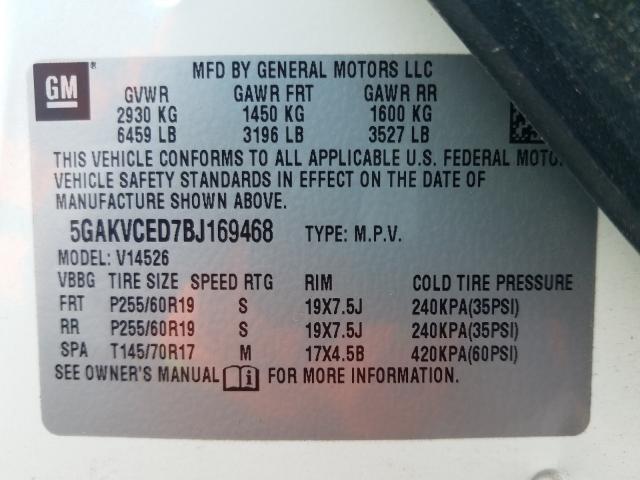 MFD BY GENERAL MOTORS LLC
GM ®
GVWR GAWR FRT GAWR RR
2930 KG 1450 KG 1600 KG
6459 LB 3196 LB 3527 LB
THIS VEHICLE CONFORMS TO ALL APPLICABLE U.S. FEDERAL
VEHICLE SAFETY STANDARDS IN EFFECT ON THE DATE OF
MANUFACTURE SHOWN ABOVE.
5GAKVCED7BJ169468 TYPE: M.P.V.
MODEL: V14526
VBBG TIRE SIZE SPEED RTG RIM COLD TIRE PRESSURE
FRT P255/60R19 S 19X7.5J 240KPA(35PSI)
RR P255/60R19 S 19X7.5J 240KPA(35PSI)
SPA T145/70R17 M 17X4.5B 420KPA(60PSI)
SEE OWNER'S MANUAL i FOR MORE INFORMATION.